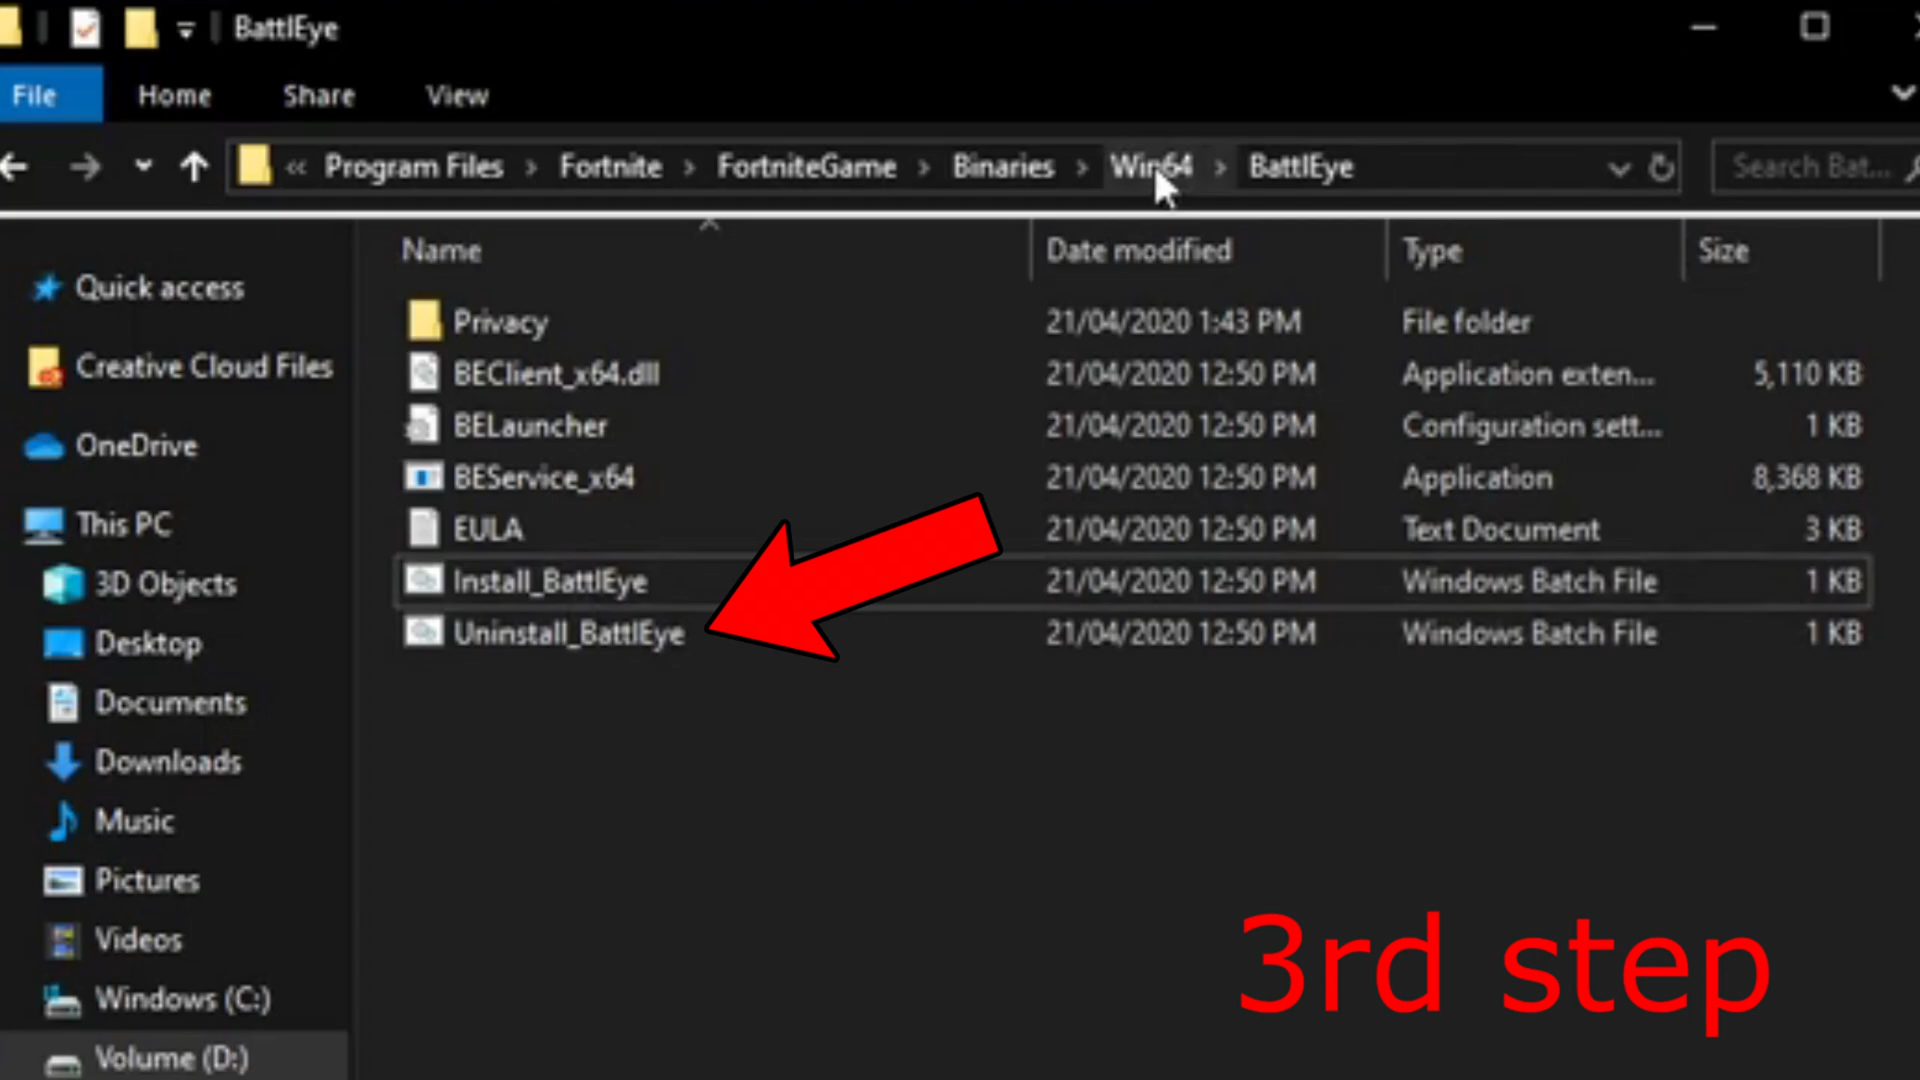 BattlEye
File Home Share View
« Program Files › Fortnite › FortniteGame › Binaries › Win64 › BattlEye Search Bat...
Name Date modified Type Size
Quick access
Creative Cloud Files
OneDrive
This PC
3D Objects
Desktop
Documents
Downloads
Music
Pictures
Videos
Windows (C:)
Volume (D:)
Privacy 21/04/2020 1:43 PM File folder
BEClient_x64.dll 21/04/2020 12:50 PM Application exten... 5,110 KB
BELauncher 21/04/2020 12:50 PM Configuration sett... 1 KB
BEService_x64 21/04/2020 12:50 PM Application 8,368 KB
EULA 21/04/2020 12:50 PM Text Document 3 KB
Install_BattlEye 21/04/2020 12:50 PM Windows Batch File 1 KB
Uninstall_BattlEye 21/04/2020 12:50 PM Windows Batch File 1 KB
3rd step